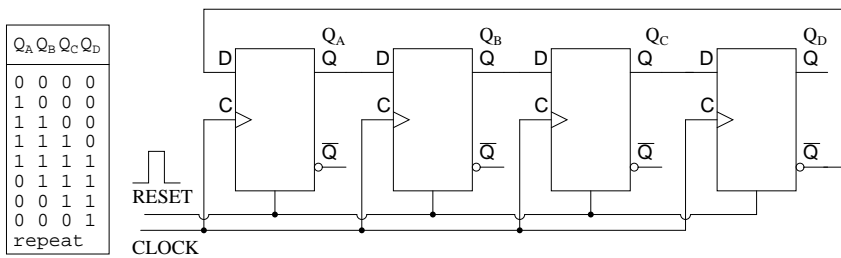 QA QB QC QD
0 0 0 0
1 0 0 0
1 1 0 0
1 1 1 0
1 1 1 1
0 1 1 1
0 0 1 1
0 0 0 1
repeat
QA QB QC QD
D Q D Q D Q D Q
C C C C
Q̅ Q̅ Q̅ Q̅
RESET
CLOCK